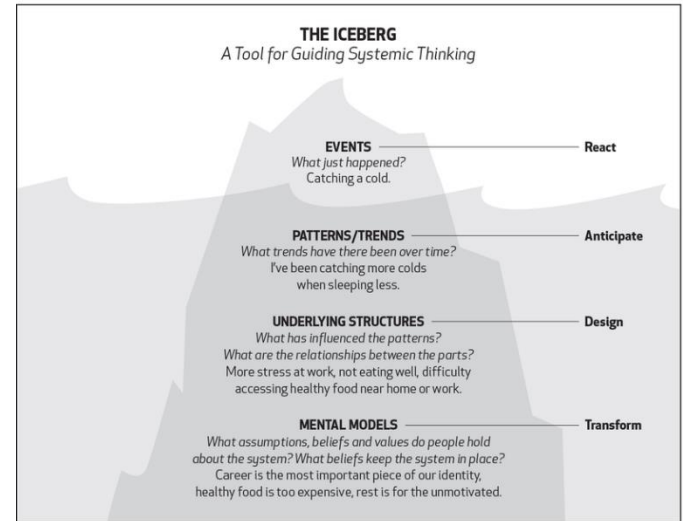 THE ICEBERG
A Tool for Guiding Systemic Thinking
EVENTS
React
What just happened?
Catching a cold.
PATTERNS/TRENDS
Anticipate
What trends have there been over time?
I've been catching more colds
when sleeping less.
UNDERLYING STRUCTURES
Design
What has influenced the patterns?
What are the relationships between the parts?
More stress at work, not eating well, difficulty
accessing healthy food near home or work.
MENTAL MODELS
Transform
What assumptions, beliefs and values do people hold
about the system? What beliefs keep the system in place?
Career is the most important piece of our identity,
healthy food is too expensive, rest is for the unmotivated.